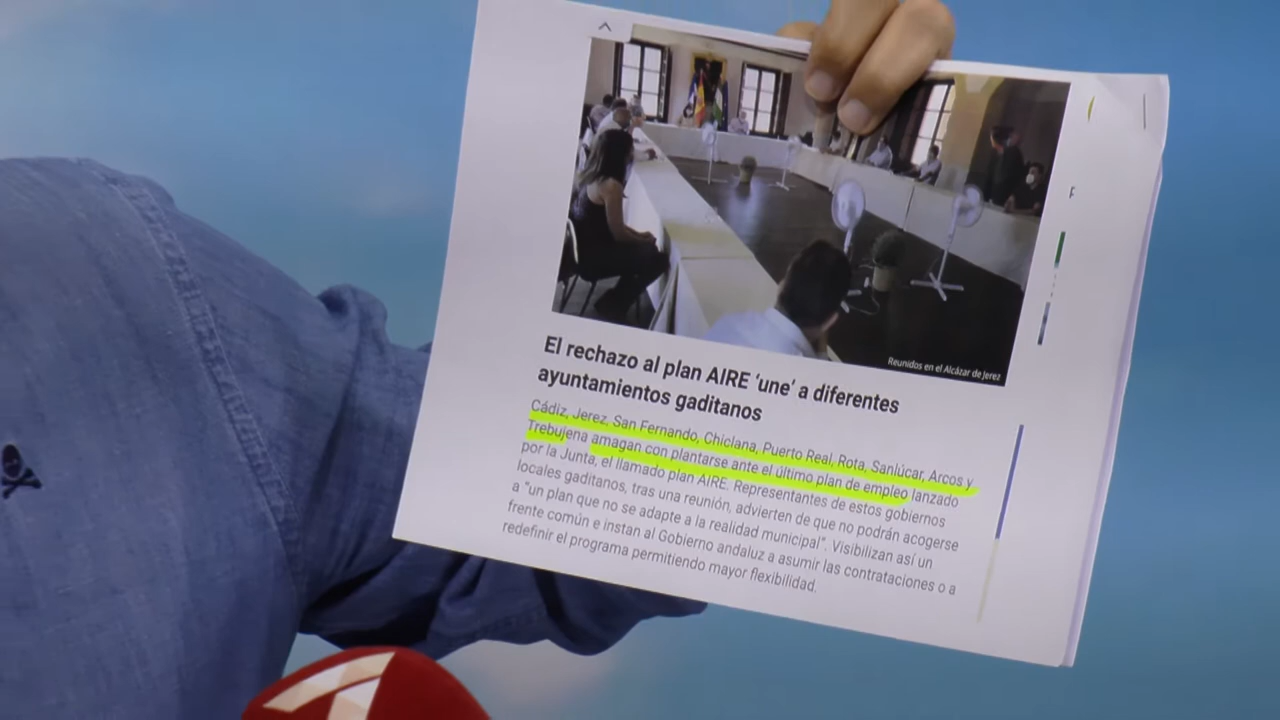 Reunidos en el Alcázar de Jerez
El rechazo al plan AIRE ‘une’ a diferentes
ayuntamientos gaditanos
Cádiz, Jerez, San Fernando, Chiclana, Puerto Real, Rota, Sanlúcar, Arcos y
Trebujena amagan con plantarse ante el último plan de empleo lanzado
por la Junta, el llamado plan AIRE. Representantes de estos gobiernos
locales gaditanos, tras una reunión, advierten de que no podrán acogerse
a “un plan que no se adapte a la realidad municipal”. Visibilizan así un
frente común e instan al Gobierno andaluz a asumir las contrataciones o a
redefinir el programa permitiendo mayor flexibilidad.